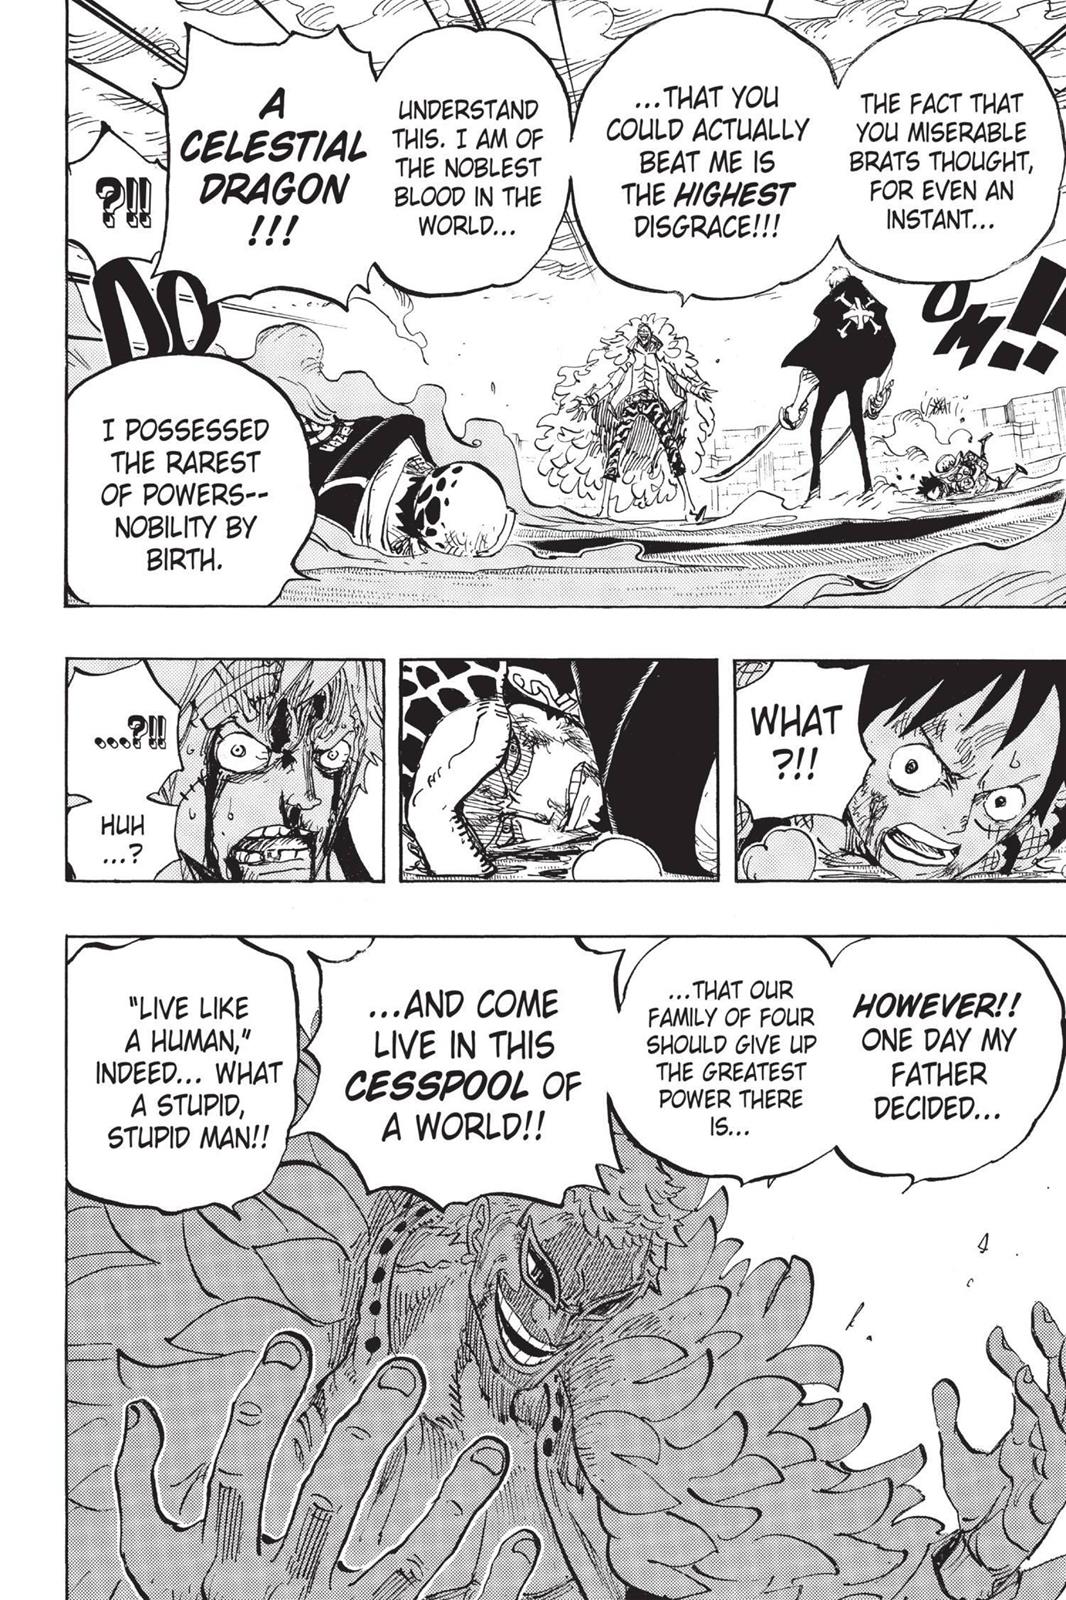 THE FACT THAT
YOU MISERABLE
BRATS THOUGHT,
FOR EVEN AN
INSTANT...
...THAT YOU
COULD ACTUALLY
BEAT ME IS
THE HIGHEST
DISGRACE!!!
UNDERSTAND
THIS. I AM OF
THE NOBLEST
BLOOD IN THE
WORLD...
A
CELESTIAL
DRAGON
!!!
?!!
DO
OM!!
I POSSESSED
THE RAREST
OF POWERS--
NOBILITY BY
BIRTH.
WHAT
?!!
...?!!
HUH
...?
HOWEVER!!
ONE DAY MY
FATHER
DECIDED...
...THAT OUR
FAMILY OF FOUR
SHOULD GIVE UP
THE GREATEST
POWER THERE
IS...
...AND COME
LIVE IN THIS
CESSPOOL OF
A WORLD!!
"LIVE LIKE
A HUMAN,"
INDEED... WHAT
A STUPID,
STUPID MAN!!